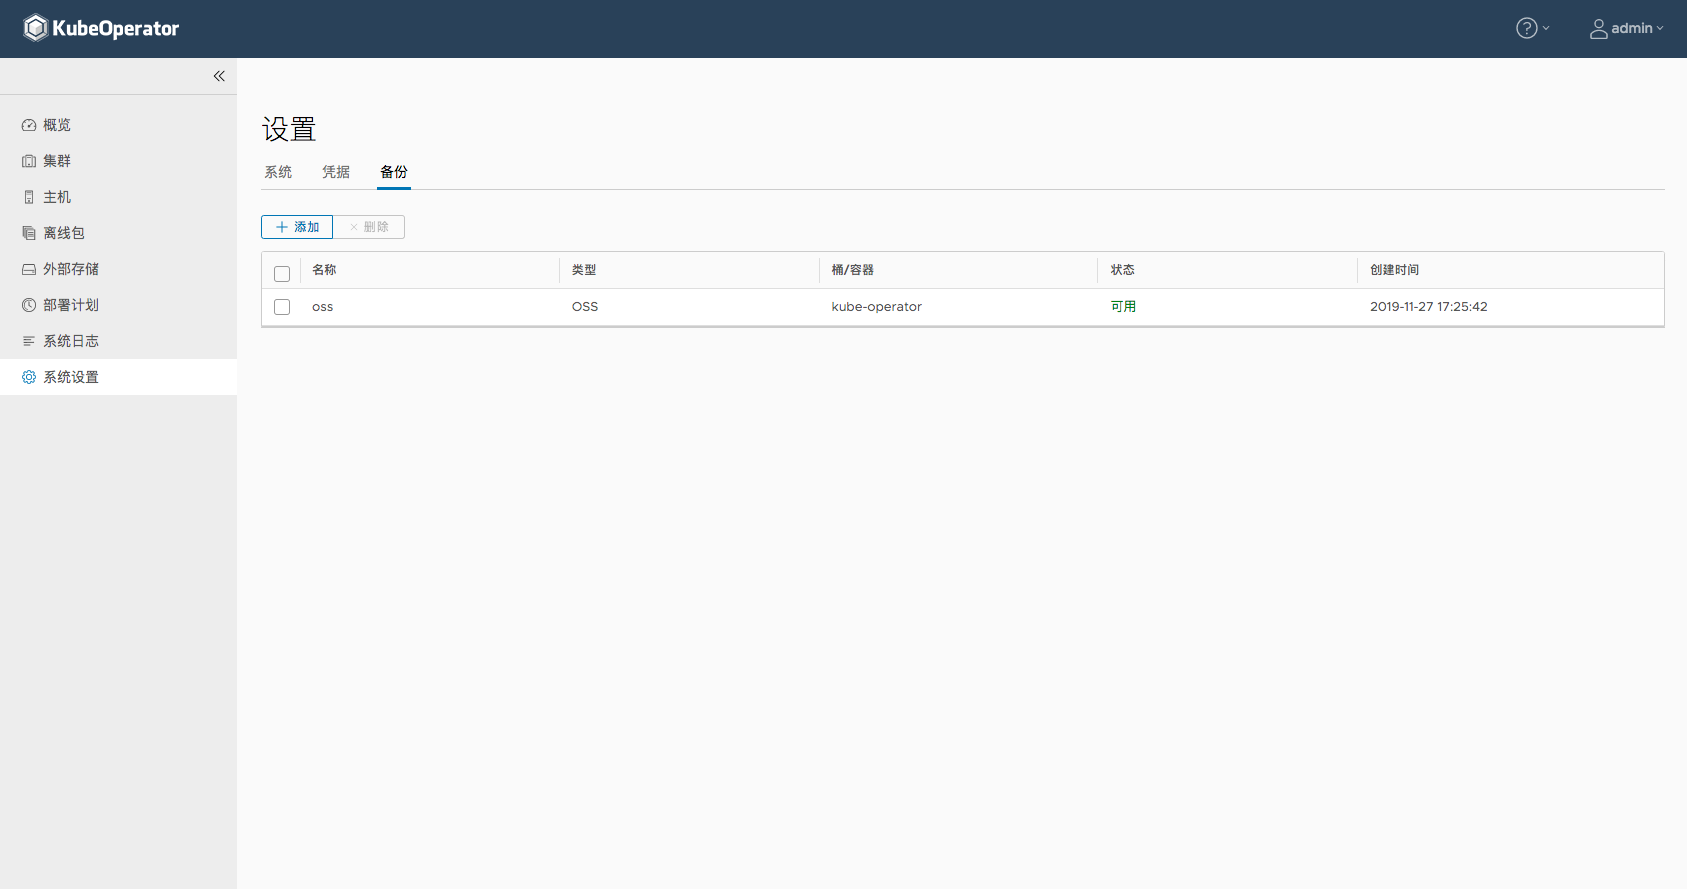 KubeOperator
admin
概览
集群
主机
离线包
外部存储
部署计划
系统日志
系统设置
设置
系统 凭据 备份
添加 删除
名称 类型 桶/容器 状态 创建时间
oss OSS kube-operator 可用 2019-11-27 17:25:42